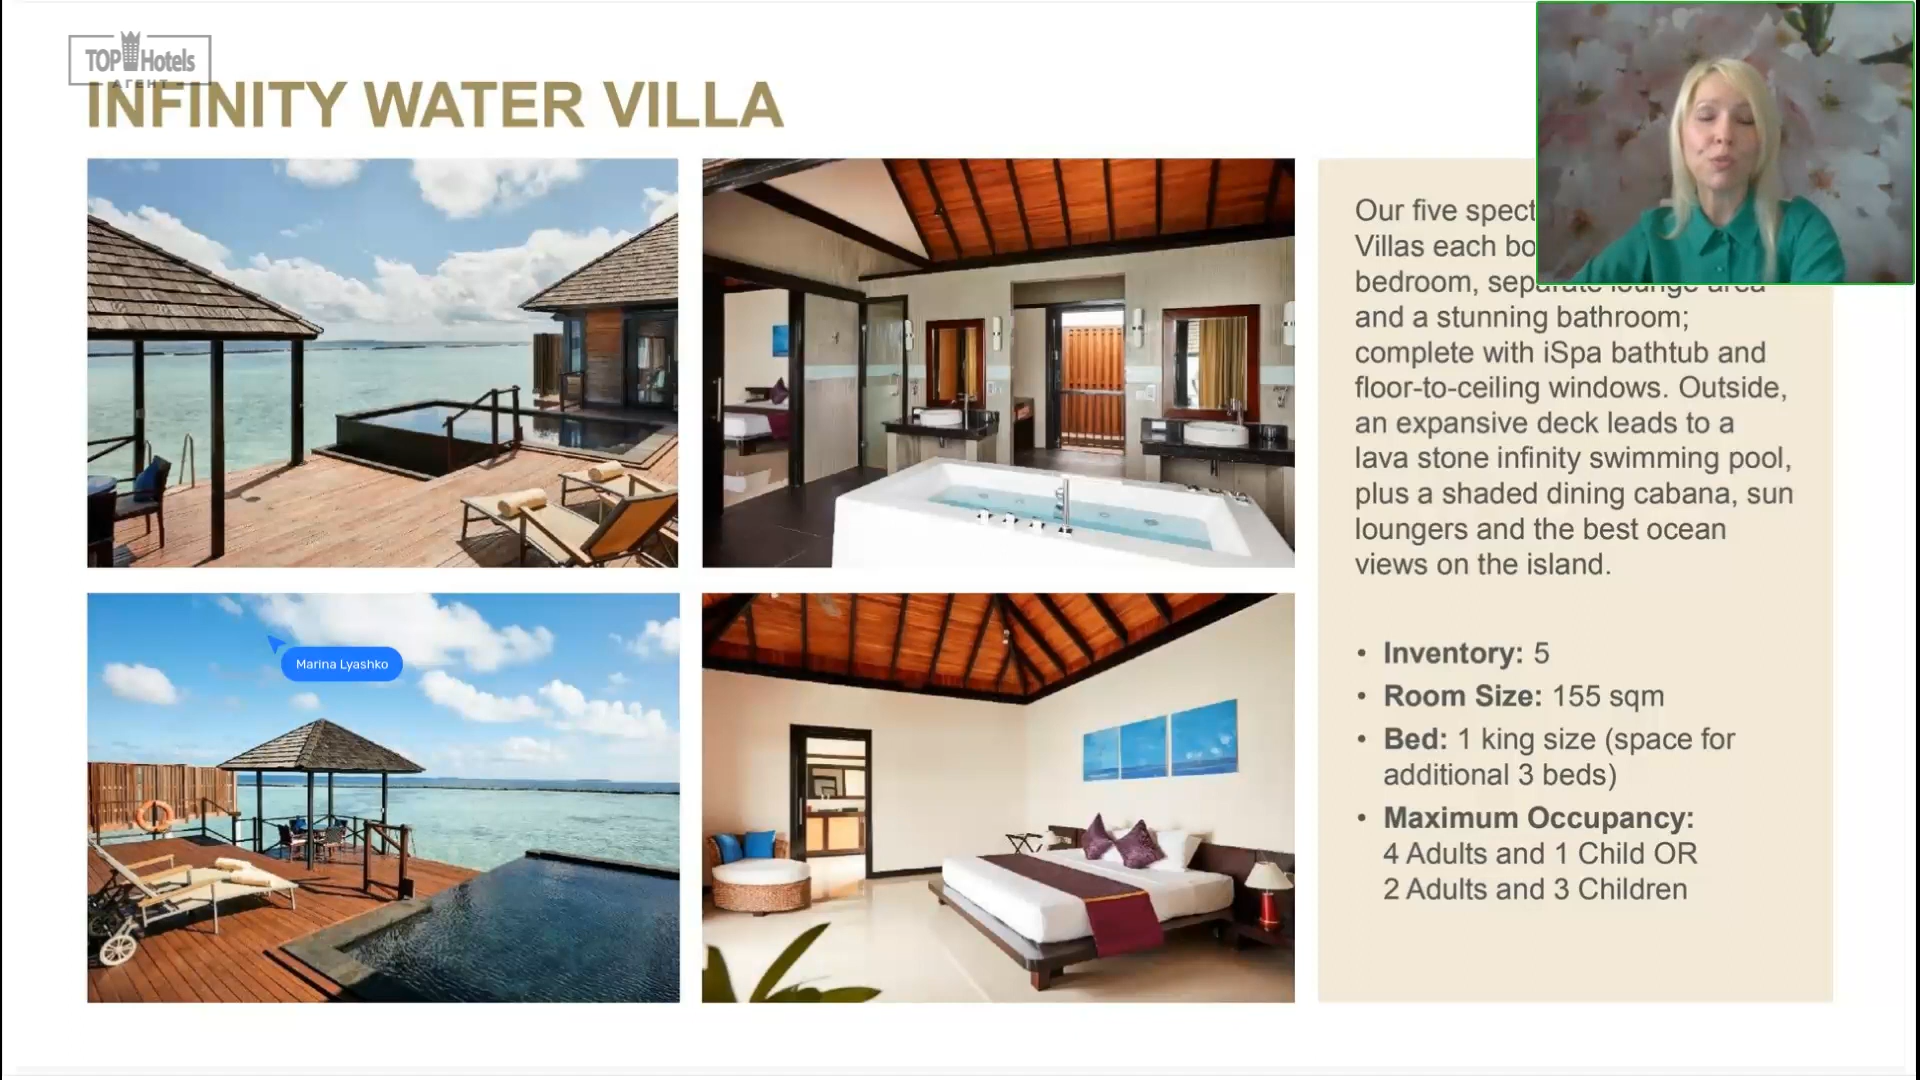 TOP Hotels
АГЕНТ
INFINITY WATER VILLA
Our five
Villas each
bedroom, separate lounge area
and a stunning bathroom;
complete with iSpa bathtub and
floor-to-ceiling windows. Outside,
an expansive deck leads to a
lava stone infinity swimming pool,
plus a shaded dining cabana, sun
loungers and the best ocean
views on the island.
Marina Lyashko
• Inventory: 5
• Room Size: 155 sqm
• Bed: 1 king size (space for
additional 3 beds)
• Maximum Occupancy:
4 Adults and 1 Child OR
2 Adults and 3 Children